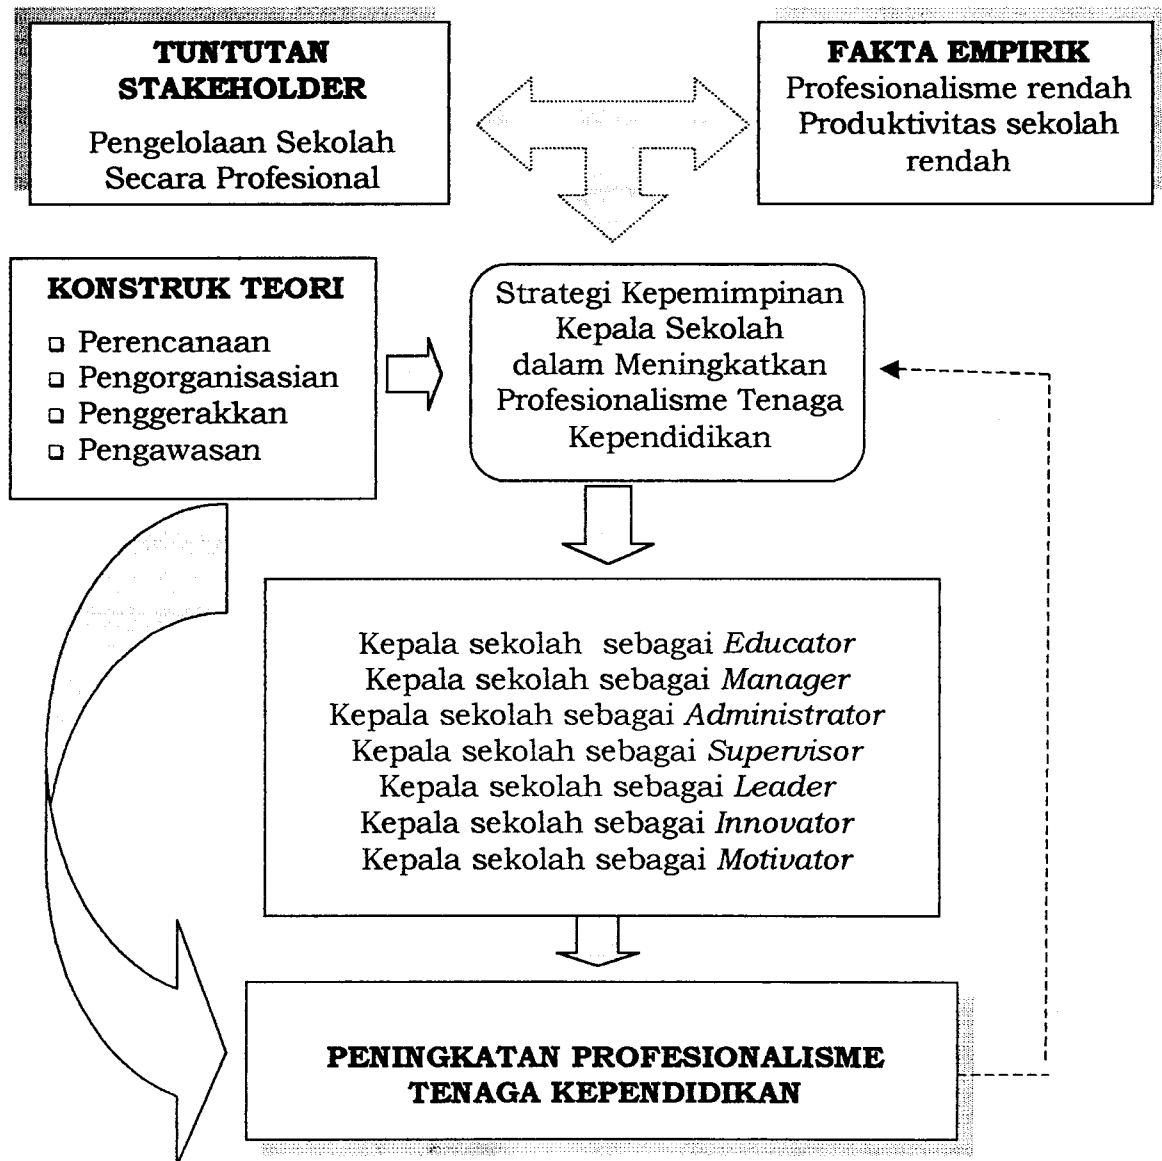 TUNTUTAN
STAKEHOLDER
Pengelolaan Sekolah
Secara Profesional
FAKTA EMPIRIK
Profesionalisme rendah
Produktivitas sekolah
rendah
KONSTRUK TEORI
Perencanaan
Pengorganisasian
Penggerakkan
Pengawasan
Strategi Kepemimpinan
Kepala Sekolah
dalam Meningkatkan
Profesionalisme Tenaga
Kependidikan
Kepala sekolah sebagai Educator
Kepala sekolah sebagai Manager
Kepala sekolah sebagai Administrator
Kepala sekolah sebagai Supervisor
Kepala sekolah sebagai Leader
Kepala sekolah sebagai Innovator
Kepala sekolah sebagai Motivator
PENINGKATAN PROFESIONALISME
TENAGA KEPENDIDIKAN